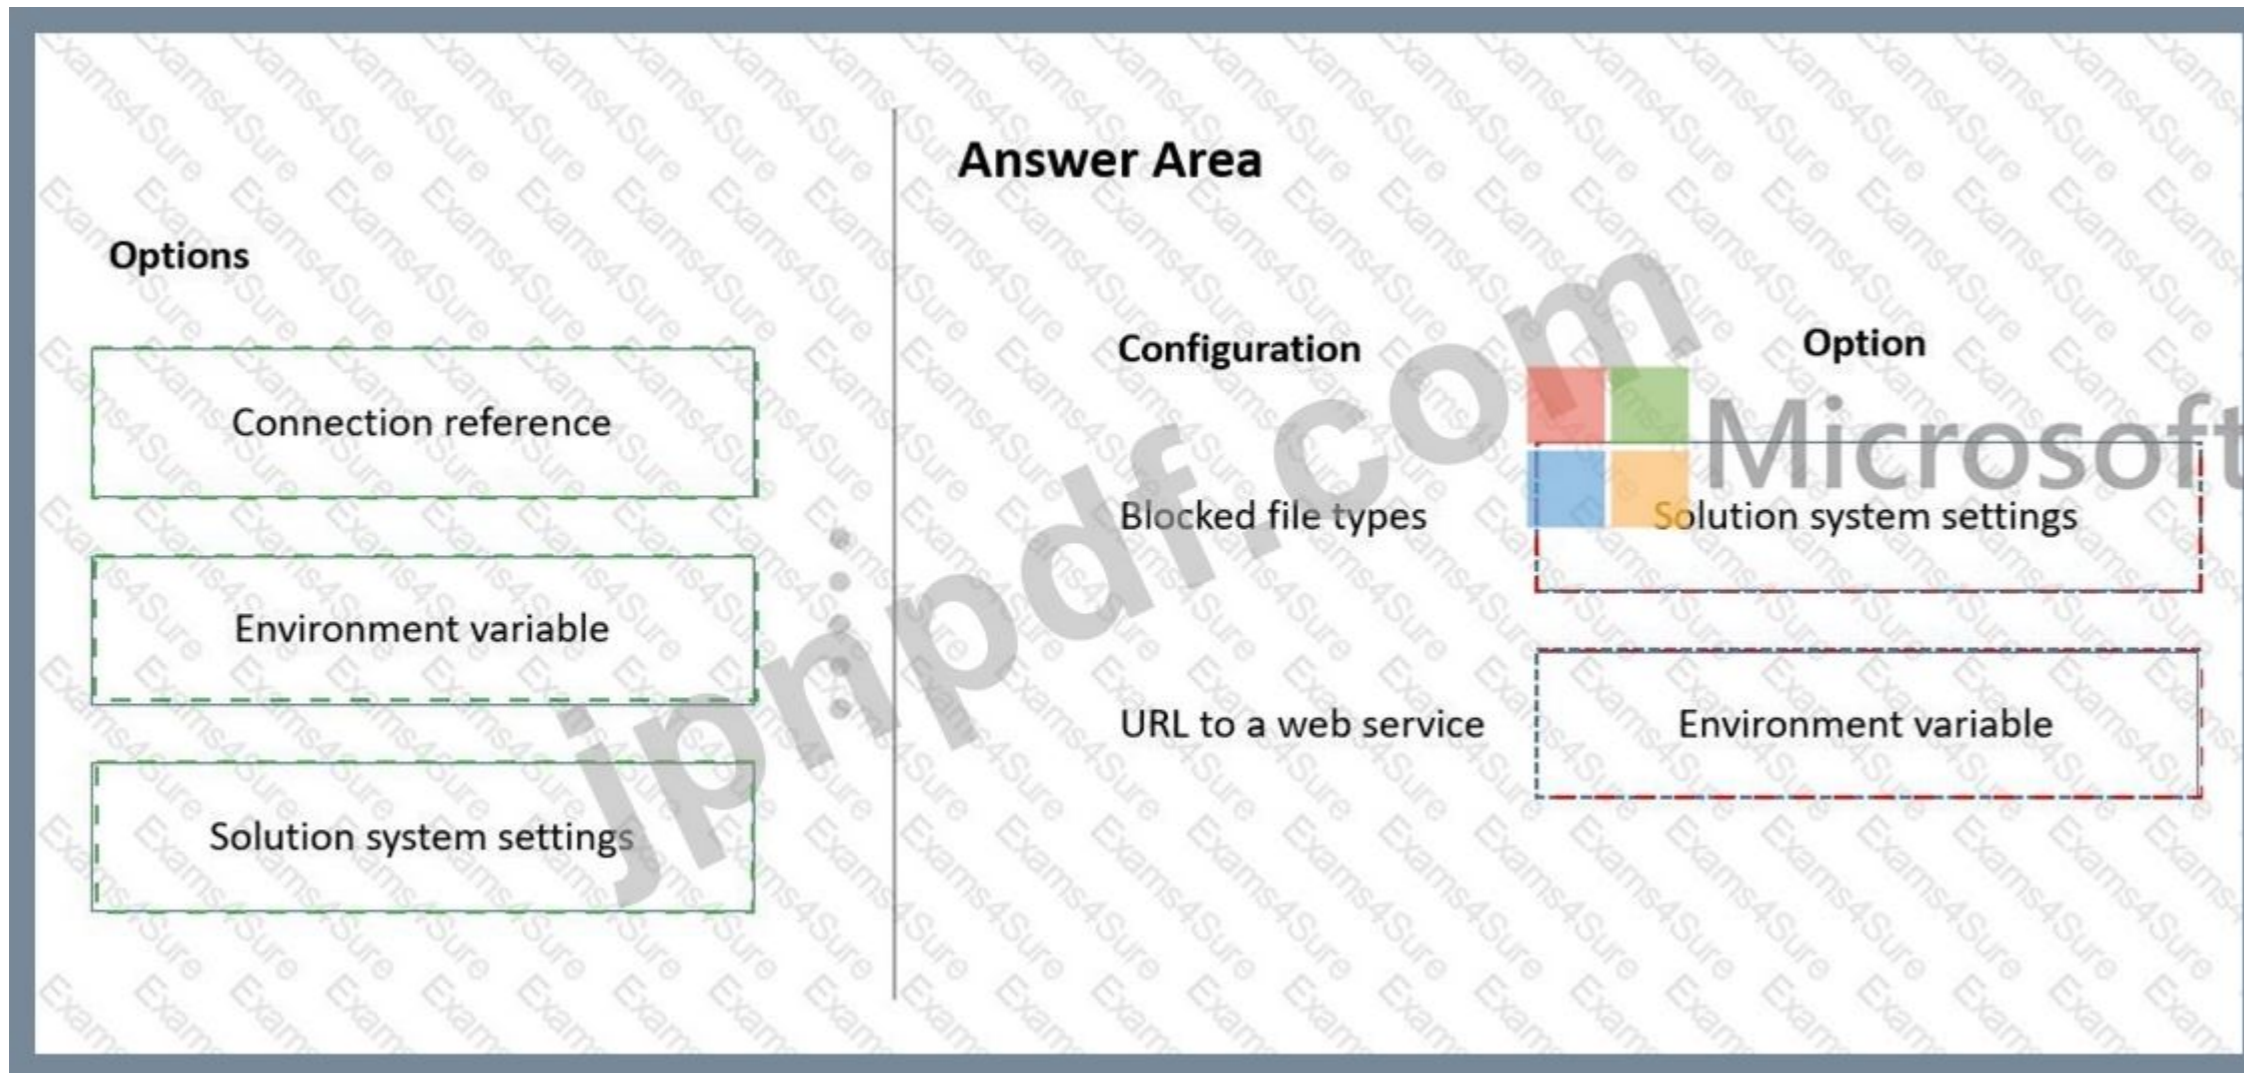 Answer Area
Options
Configuration
Option
Connection reference
Microsoft
Blocked file types
Solution system settings
Environment variable
URL to a web service
Environment variable
Solution system settings
jpnpdf.com
Exams4Sure